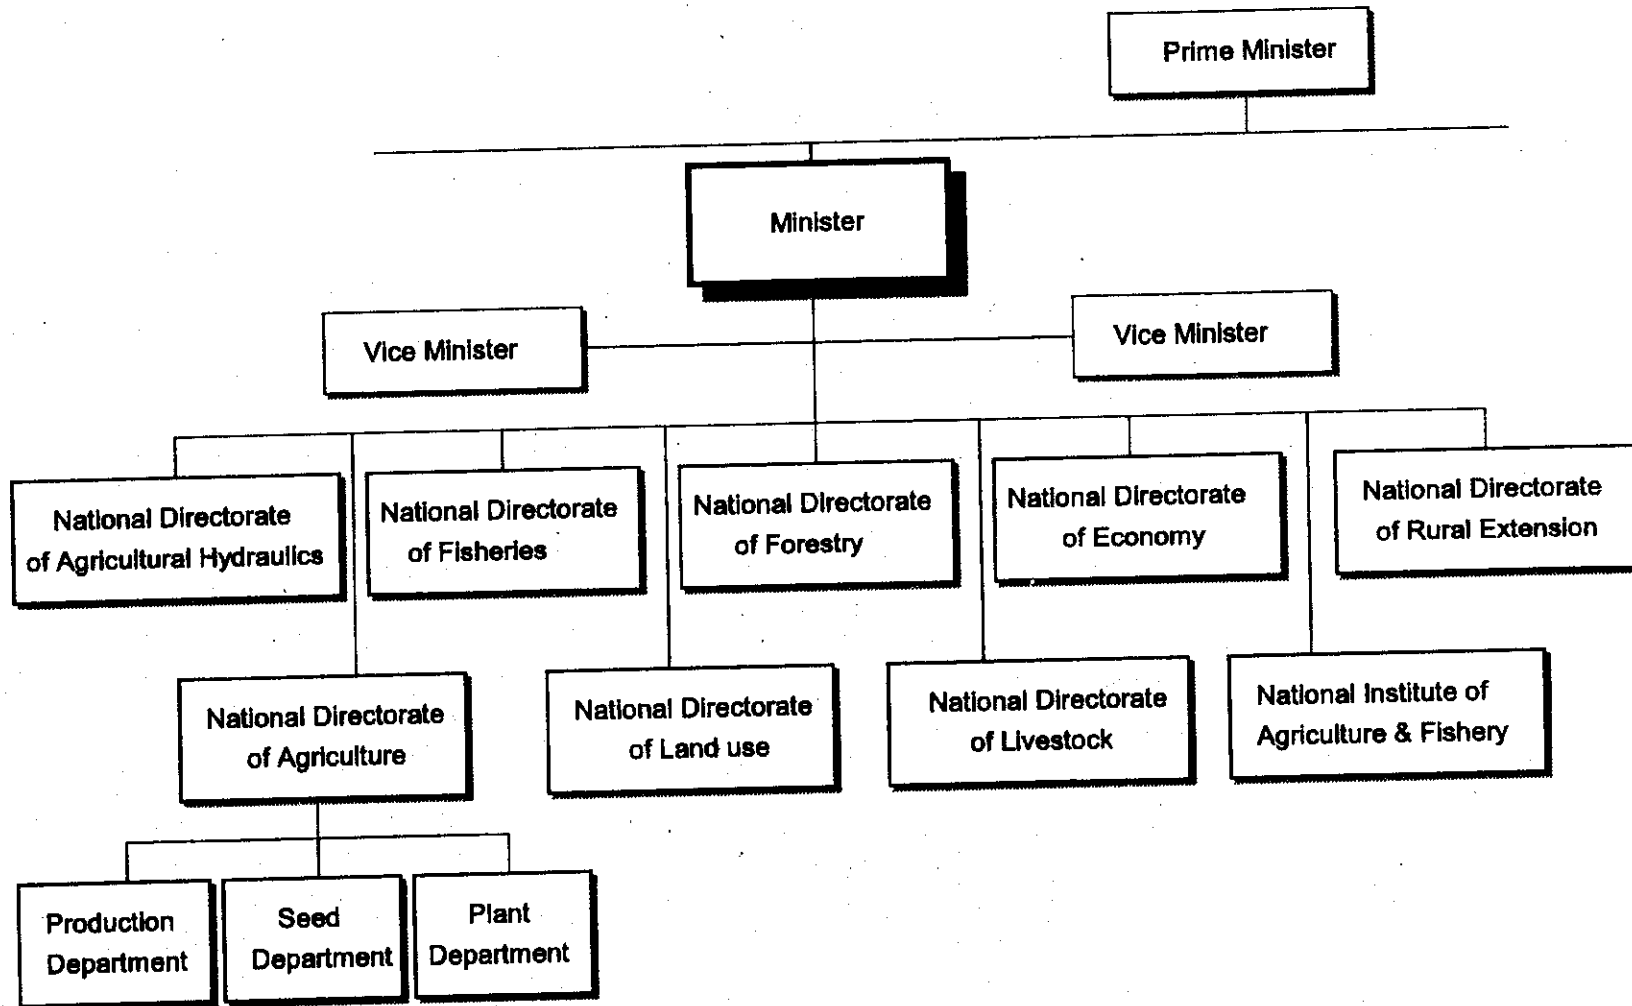 Prime Minister
Minister
Vice Minister
Vice Minister
National Directorate
of Agricultural Hydraulics
National Directorate
of Fisheries
National Directorate
of Forestry
National Directorate
of Economy
National Directorate
of Rural Extension
National Directorate
of Agriculture
National Directorate
of Land use
National Directorate
of Livestock
National Institute of
Agriculture & Fishery
Production
Department
Seed
Department
Plant
Department